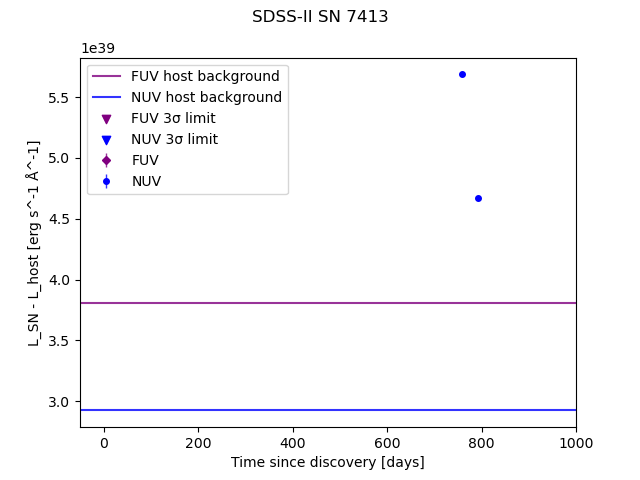 SDSS-II SN 7413
1e39
FUV host background
NUV host background
FUV 3σ limit
NUV 3σ limit
FUV
NUV
5.5
5.0
4.5
4.0
3.5
3.0
L_SN - L_host [erg s^-1 Å^-1]
0 200 400 600 800 1000
Time since discovery [days]